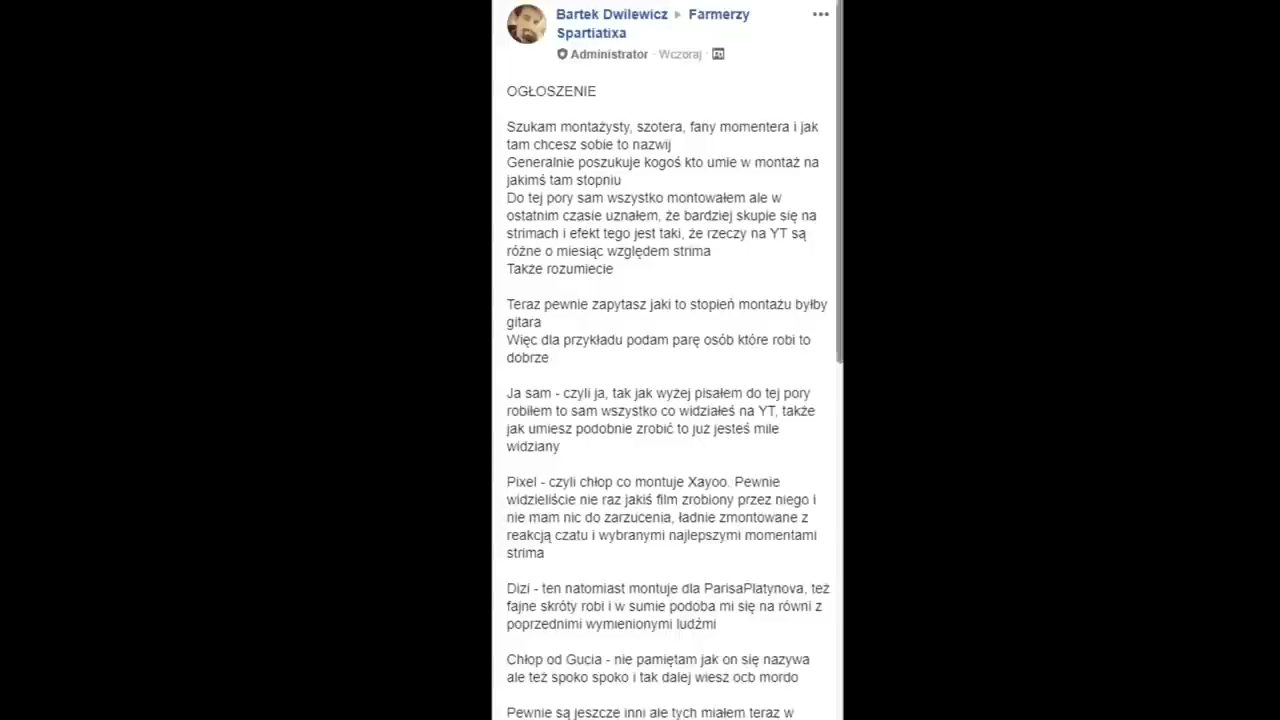 Bartek Dwilewicz ▸ Farmerzy
Spartiatixa
Administrator · Wczoraj ·
OGŁOSZENIE
Szukam montażysty, szotera, fany momentera i jak
tam chcesz sobie to nazwij
Generalnie poszukuje kogoś kto umie w montaż na
jakimś tam stopniu
Do tej pory sam wszystko montowałem ale w
ostatnim czasie uznałem, że bardziej skupie się na
strimach i efekt tego jest taki, że rzeczy na YT są
różne o miesiąc względem strima
Także rozumiecie
Teraz pewnie zapytasz jaki to stopień montażu byłby
gitara
Więc dla przykładu podam parę osób które robi to
dobrze
Ja sam - czyli ja, tak jak wyżej pisałem do tej pory
robiłem to sam wszystko co widziałeś na YT, także
jak umiesz podobnie zrobić to już jesteś mile
widziany
Pixel - czyli chłop co montuje Xayoo. Pewnie
widzieliście nie raz jakiś film zrobiony przez niego i
nie mam nic do zarzucenia, ładnie zmontowane z
reakcją czatu i wybranymi najlepszymi momentami
strima
Dizi - ten natomiast montuje dla ParisaPlatynova, też
fajne skróty robi i w sumie podoba mi się na równi z
poprzednimi wymienionymi ludźmi
Chłop od Gucia - nie pamiętam jak on się nazywa
ale też spoko spoko i tak dalej wiesz ocb mordo
Pewnie są jeszcze inni ale tych miałem teraz w